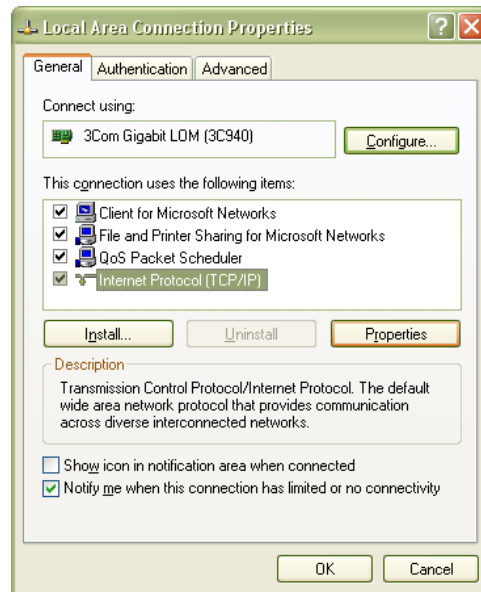 Local Area Connection Properties
General Authentication Advanced
Connect using:
3Com Gigabit LOM (3C940)
Configure...
This connection uses the following items:
Client for Microsoft Networks
File and Printer Sharing for Microsoft Networks
QoS Packet Scheduler
Internet Protocol (TCP/IP)
Install... Uninstall Properties
Description
Transmission Control Protocol/Internet Protocol. The default
wide area network protocol that provides communication
across diverse interconnected networks.
Show icon in notification area when connected
Notify me when this connection has limited or no connectivity
OK Cancel